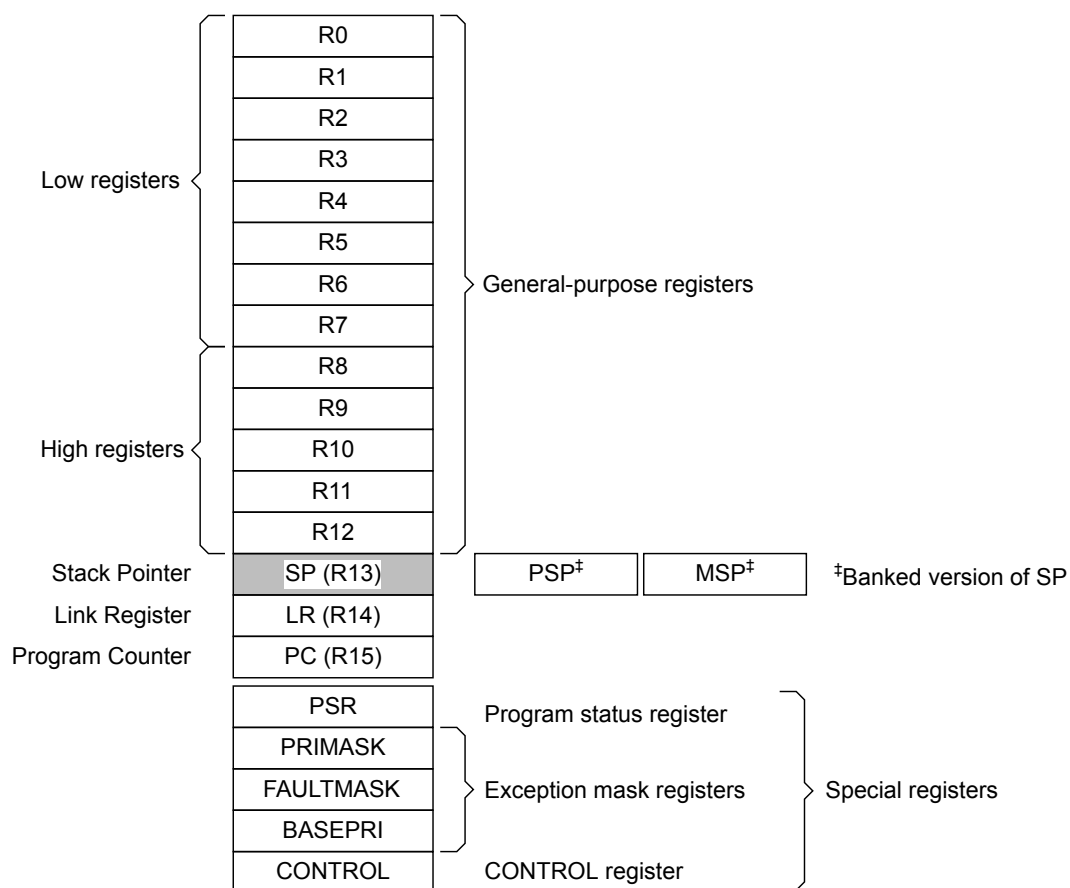 R0
R1
R2
R3
Low registers
R4
R5
R6
General-purpose registers
R7
R8
R9
High registers
R10
R11
R12
Stack Pointer SP (R13) PSP‡ MSP‡ ‡Banked version of SP
Link Register LR (R14)
Program Counter PC (R15)
PSR Program status register
PRIMASK
FAULTMASK Exception mask registers Special registers
BASEPRI
CONTROL CONTROL register